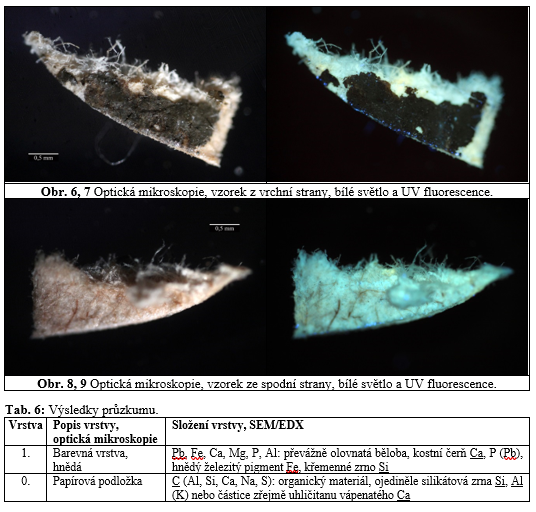 0,5 mm
Obr. 6, 7 Optická mikroskopie, vzorek z vrchní strany, bílé světlo a UV fluorescence.
0,5 mm
Obr. 8, 9 Optická mikroskopie, vzorek ze spodní strany, bílé světlo a UV fluorescence.
Tab. 6: Výsledky průzkumu.
Vrstva Popis vrstvy, optická mikroskopie Složení vrstvy, SEM/EDX
1. Barevná vrstva, hnědá Pb, Fe, Ca, Mg, P, Al: převážně olovnatá běloba, kostní čerň Ca, P (Pb),
hnědý železitý pigment Fe, křemenné zrno Si
0. Papírová podložka C (Al, Si, Ca, Na, S): organický materiál, ojediněle silikátová zrna Si, Al
(K) nebo částice zřejmě uhličitanu vápenatého Ca